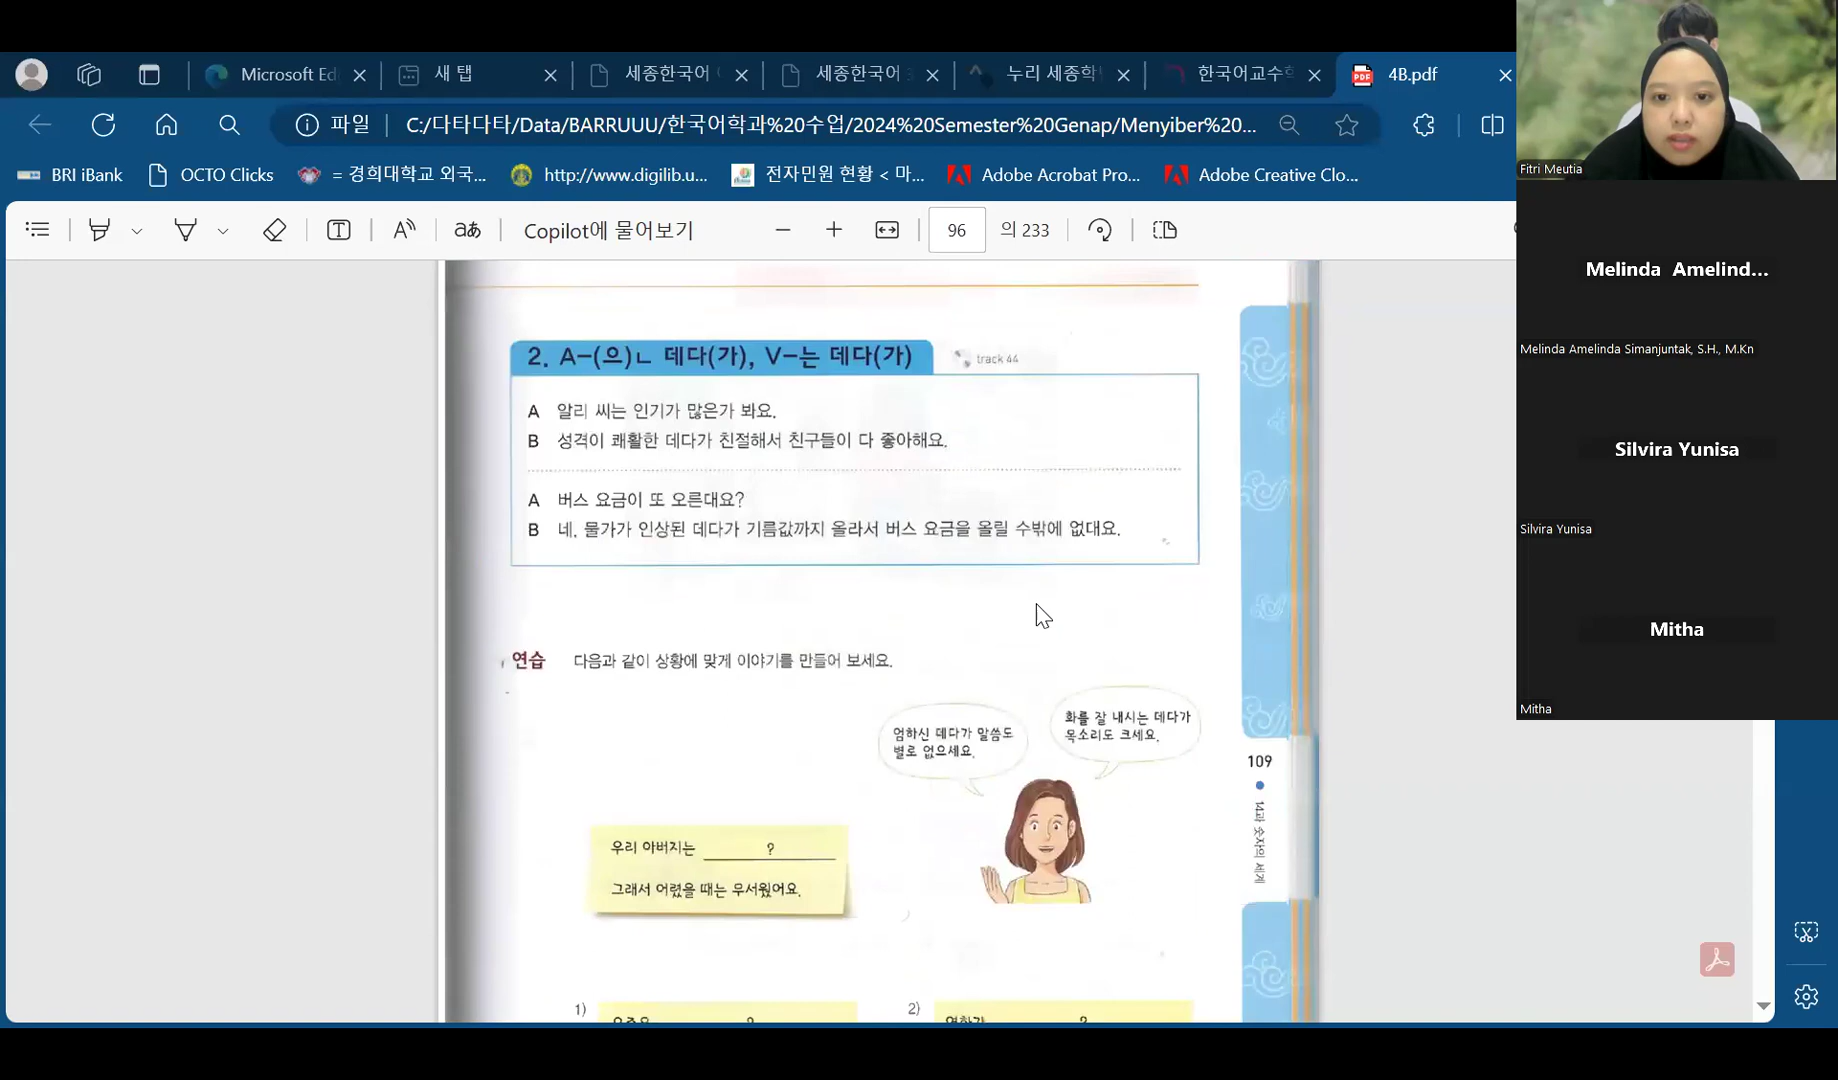 Microsoft Ed
새 탭
세종한국어
세종한국어
누리 세종학
한국어교수학
4B.pdf
파일
C:/다타다타/Data/BARRUUU/한국어학과%20수업/2024%20Semester%20Genap/Menyiber%20...
BRI iBank
OCTO Clicks
= 경희대학교 외국...
http://www.digilib.u...
전자민원 현황 < 마...
Adobe Acrobat Pro...
Adobe Creative Clo...
Copilot에 물어보기
96
의 233
2. A-(으)ㄴ 데다(가), V-는 데다(가)
track 44
A 알리 씨는 인기가 많은가 봐요.
B 성격이 쾌활한 데다가 친절해서 친구들이 다 좋아해요.
A 버스 요금이 또 오른대요?
B 네, 물가가 인상된 데다가 기름값까지 올라서 버스 요금을 올릴 수밖에 없대요.
연습 다음과 같이 상황에 맞게 이야기를 만들어 보세요.
엄하신 데다가 말씀도
별로 없으세요.
화를 잘 내시는 데다가
목소리도 크세요.
우리 아버지는 ?
그래서 어렸을 때는 무서웠어요.
109
14과 숫자의 세계
1)
2)
Fitri Meutia
Melinda Amelind...
Melinda Amelinda Simanjuntak, S.H., M.Kn
Silvira Yunisa
Silvira Yunisa
Mitha
Mitha